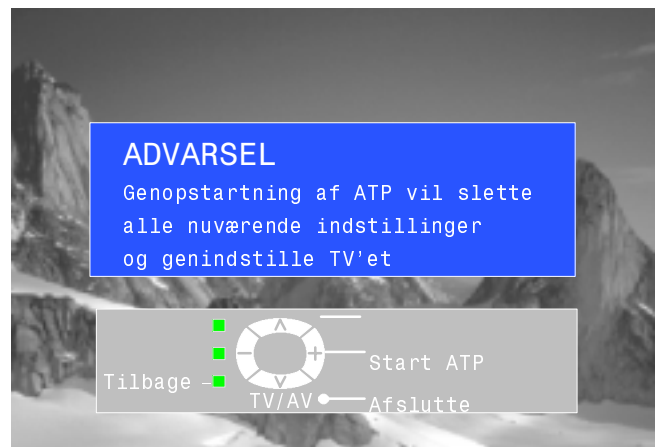 ADVARSEL
Genopstartning af ATP vil slette
alle nuværende indstillinger
og genindstille TV'et
Start ATP
Tilbage
TV/AV
Afslutte